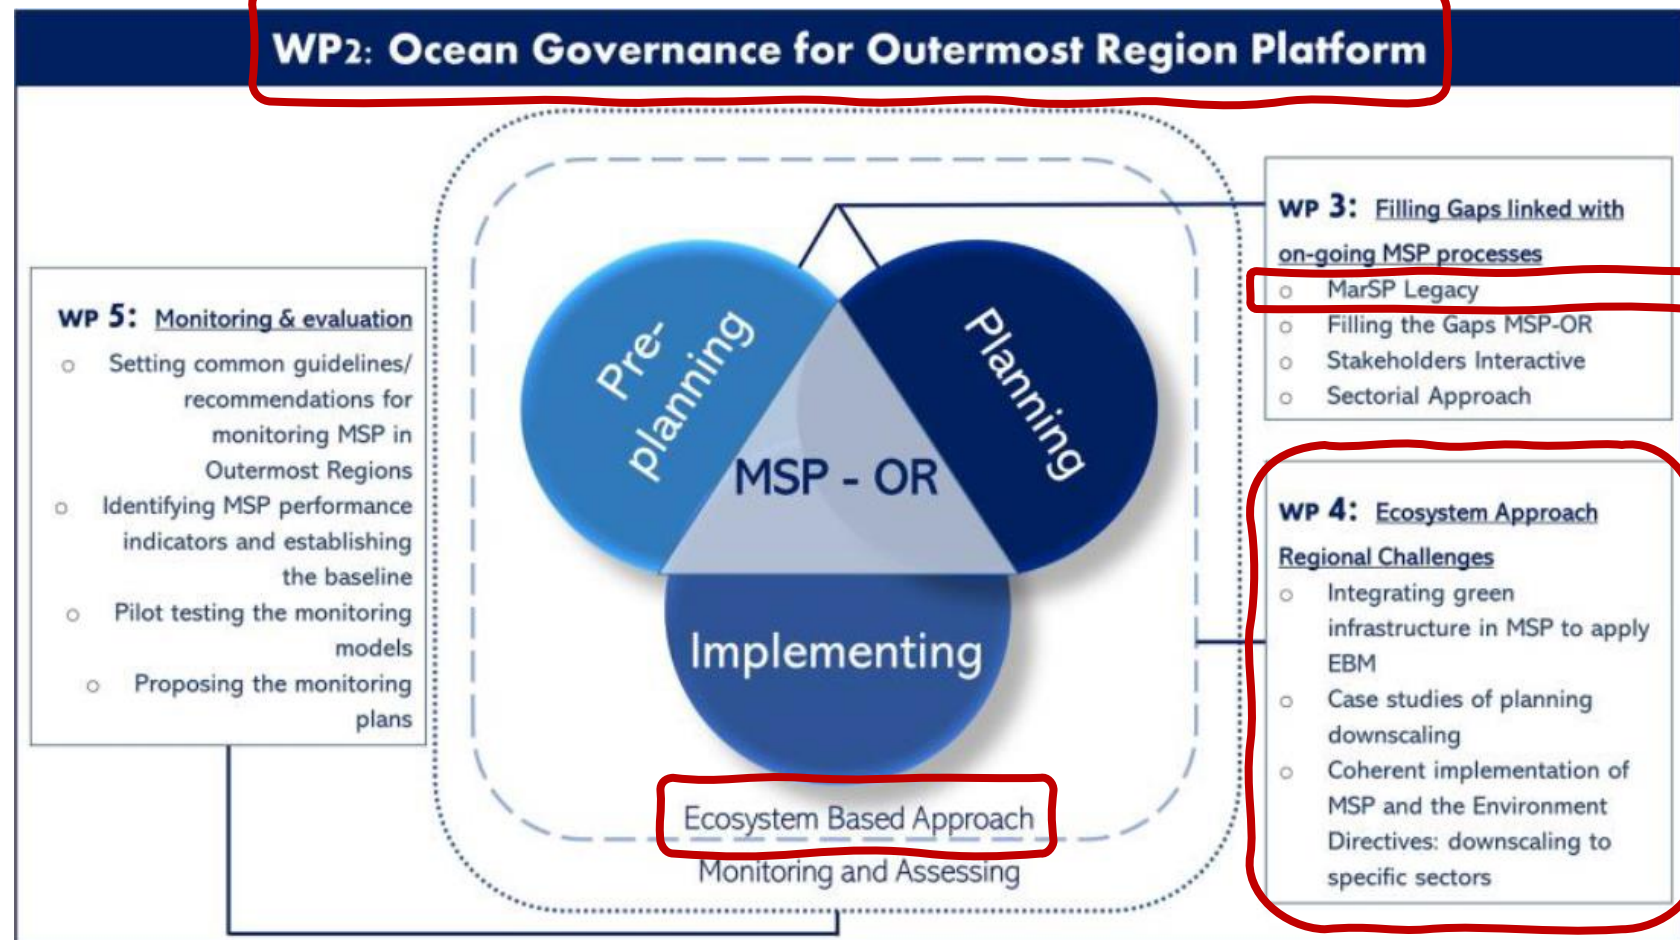 WP2: Ocean Governance for Outermost Region Platform
WP 5: Monitoring & evaluation
○ Setting common guidelines/
recommendations for
monitoring MSP in
Outermost Regions
○ Identifying MSP performance
indicators and establishing
the baseline
○ Pilot testing the monitoring
models
○ Proposing the monitoring
plans
Pre-
planning
Planning
MSP - OR
Implementing
Ecosystem Based Approach
Monitoring and Assessing
WP 3: Filling Gaps linked with
on-going MSP processes
○ MarSP Legacy
○ Filling the Gaps MSP-OR
○ Stakeholders Interactive
○ Sectorial Approach
WP 4: Ecosystem Approach
Regional Challenges
○ Integrating green
infrastructure in MSP to apply
EBM
○ Case studies of planning
downscaling
○ Coherent implementation of
MSP and the Environment
Directives: downscaling to
specific sectors